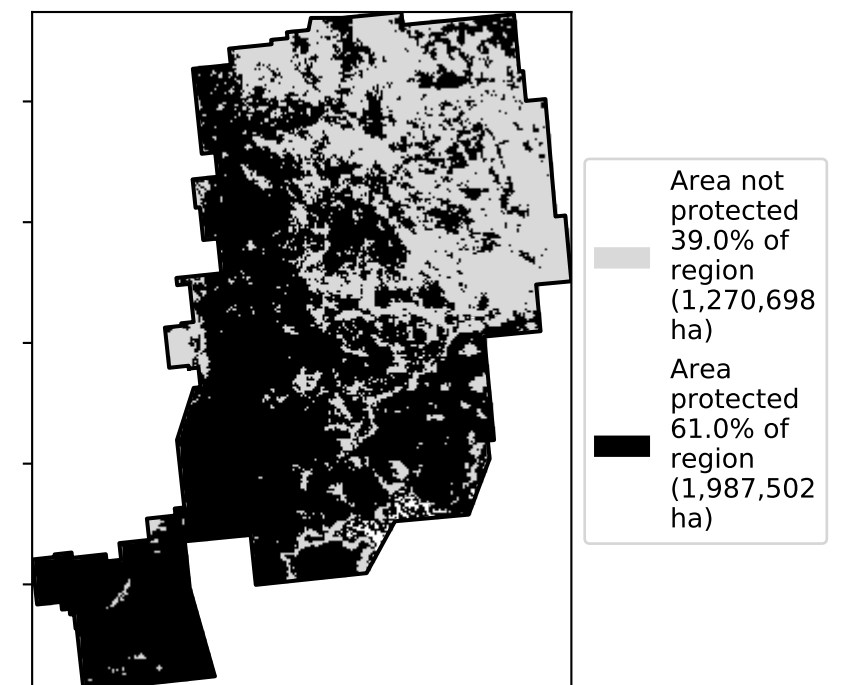 Area not
protected
39.0% of
region
(1,270,698
ha)
Area
protected
61.0% of
region
(1,987,502
ha)